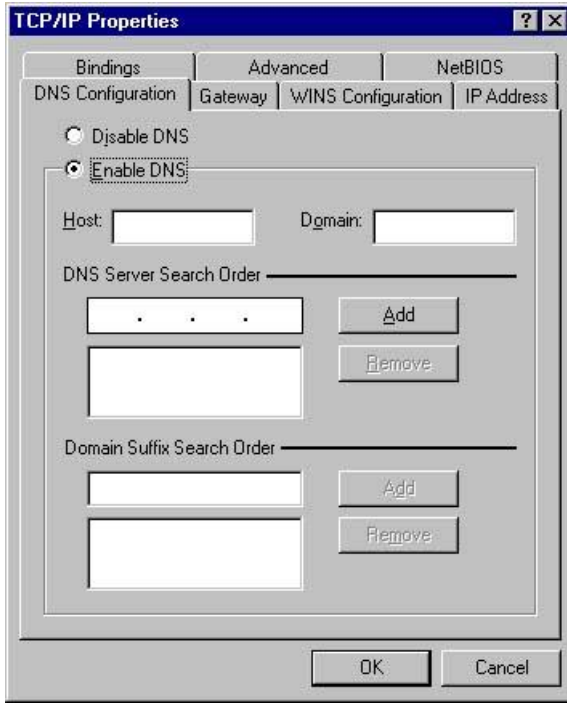 TCP/IP Properties
Bindings Advanced NetBIOS
DNS Configuration Gateway WINS Configuration IP Address
Disable DNS
Enable DNS
Host: Domain:
DNS Server Search Order
. . . Add
Remove
Domain Suffix Search Order
Add
Remove
OK Cancel